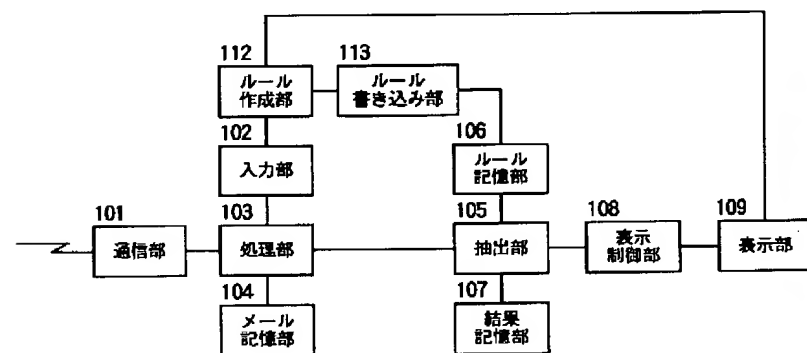 112
ルール
作成部
113
ルール
書き込み部
102
入力部
106
ルール
記憶部
101
通信部
103
処理部
105
抽出部
108
表示
制御部
109
表示部
104
メール
記憶部
107
結果
記憶部